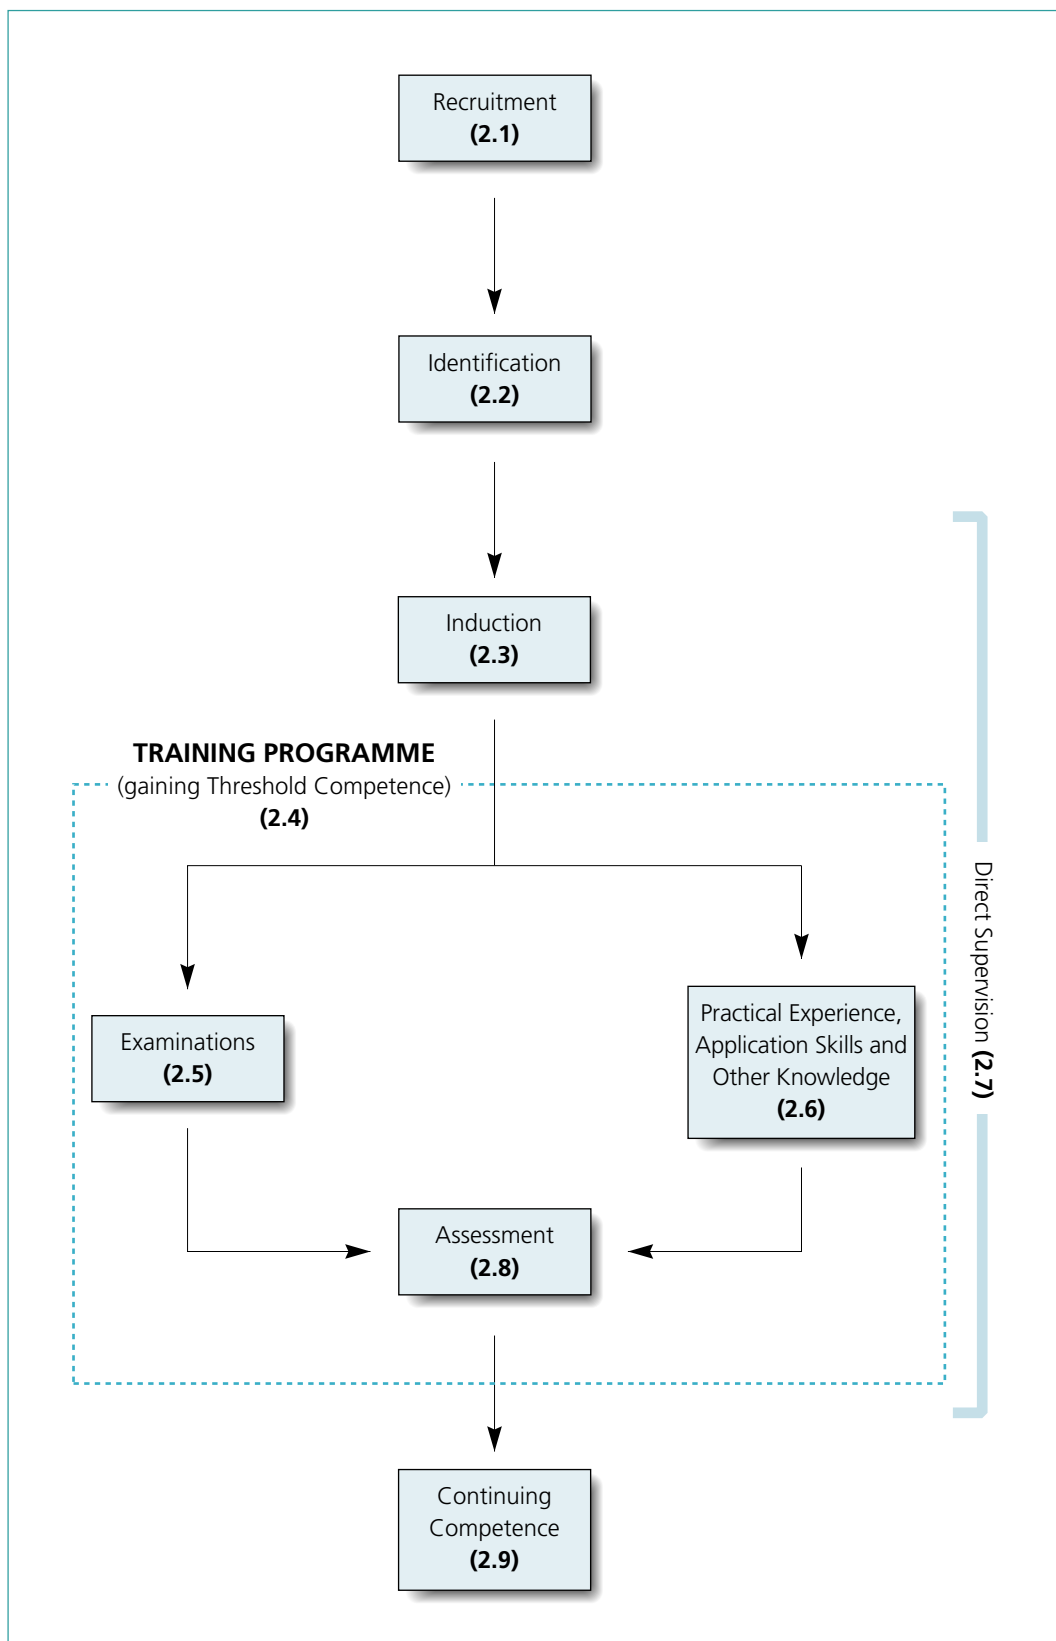 Recruitment
(2.1)
Identification
(2.2)
Induction
(2.3)
TRAINING PROGRAMME
(gaining Threshold Competence)
(2.4)
Examinations
(2.5)
Practical Experience,
Application Skills and
Other Knowledge
(2.6)
Direct Supervision (2.7)
Assessment
(2.8)
Continuing
Competence
(2.9)